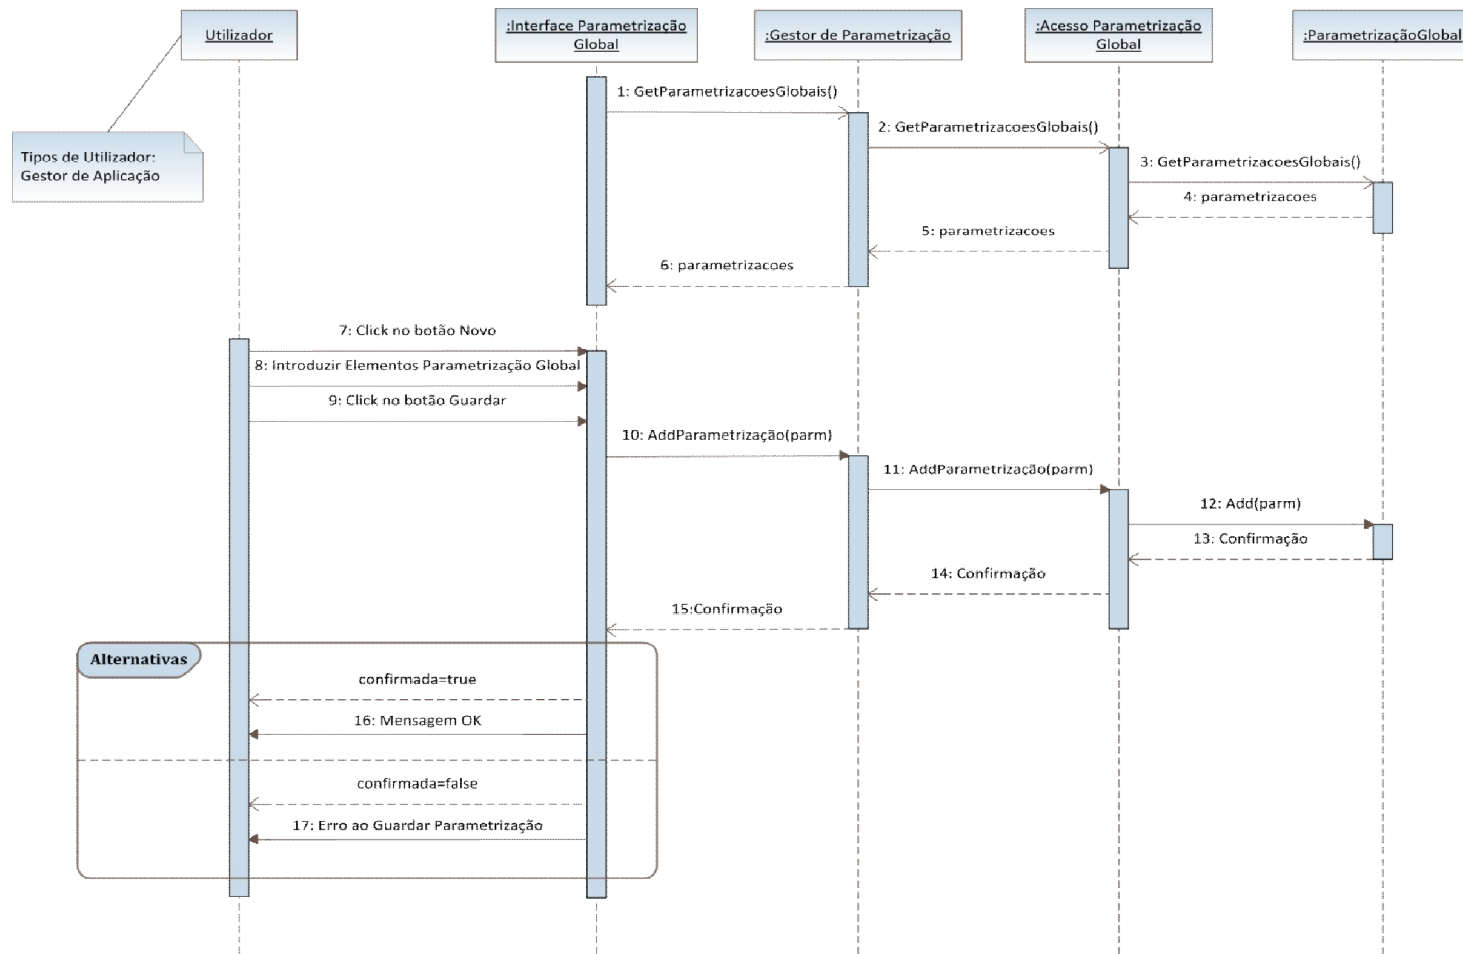 Utilizador
:Interface Parametrização
Global
:Gestor de Parametrização
:Acesso Parametrização
Global
:ParametrizaçãoGlobal
Tipos de Utilizador:
Gestor de Aplicação
1: GetParametrizacoesGlobais()
2: GetParametrizacoesGlobais()
3: GetParametrizacoesGlobais()
4: parametrizacoes
5: parametrizacoes
6: parametrizacoes
7: Click no botão Novo
8: Introduzir Elementos Parametrização Global
9: Click no botão Guardar
10: AddParametrização(parm)
11: AddParametrização(parm)
12: Add(parm)
13: Confirmação
14: Confirmação
15:Confirmação
Alternativas
confirmada=true
16: Mensagem OK
confirmada=false
17: Erro ao Guardar Parametrização